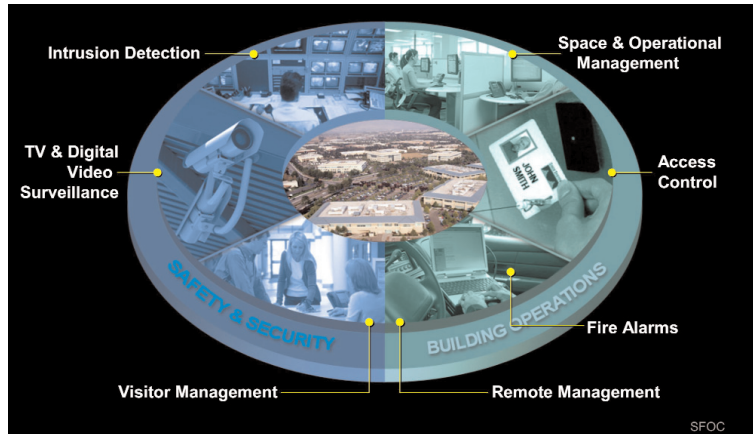 Intrusion Detection
Space & Operational
Management
TV & Digital
Video
Surveillance
Access
Control
JOHN
SMITH
SAFETY & SECURITY
BUILDING OPERATIONS
Fire Alarms
Visitor Management
Remote Management
SFOC